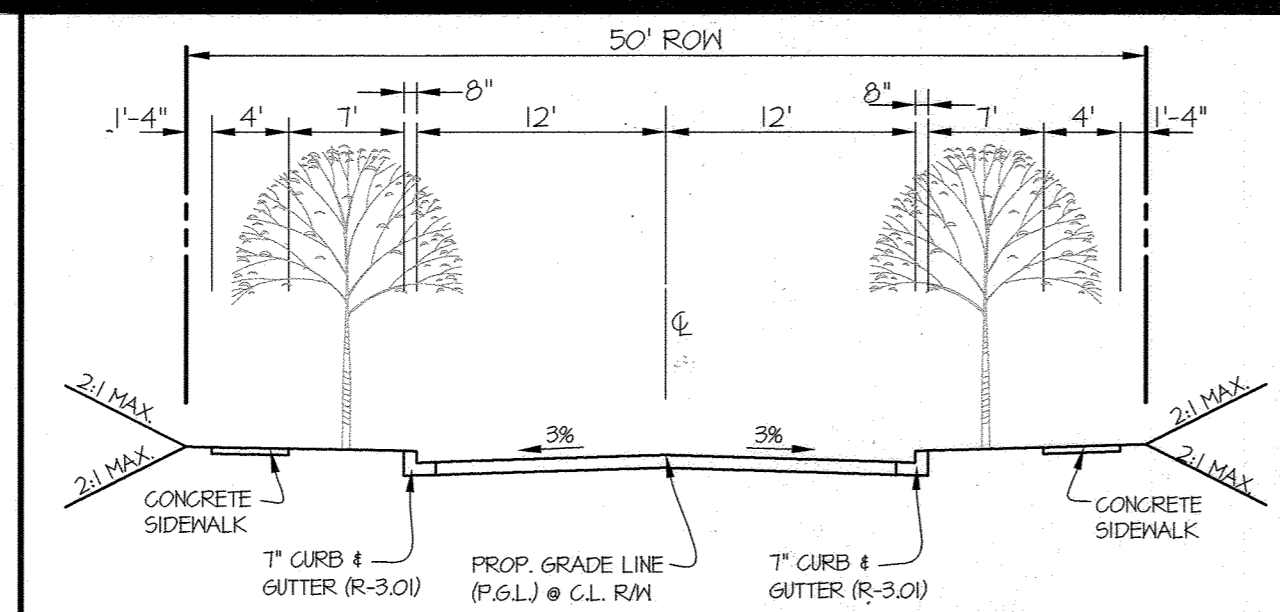 50' ROW
8" 8"
1'-4" 4' 7' 12' 12' 7' 4' 1'-4"
℄
2:1 MAX. 2:1 MAX.
3% 3%
2:1 MAX. 2:1 MAX.
CONCRETE
SIDEWALK
CONCRETE
SIDEWALK
7" CURB &
GUTTER (R-3.01)
PROP. GRADE LINE
(P.G.L.) @ C.L. R/W
7" CURB &
GUTTER (R-3.01)